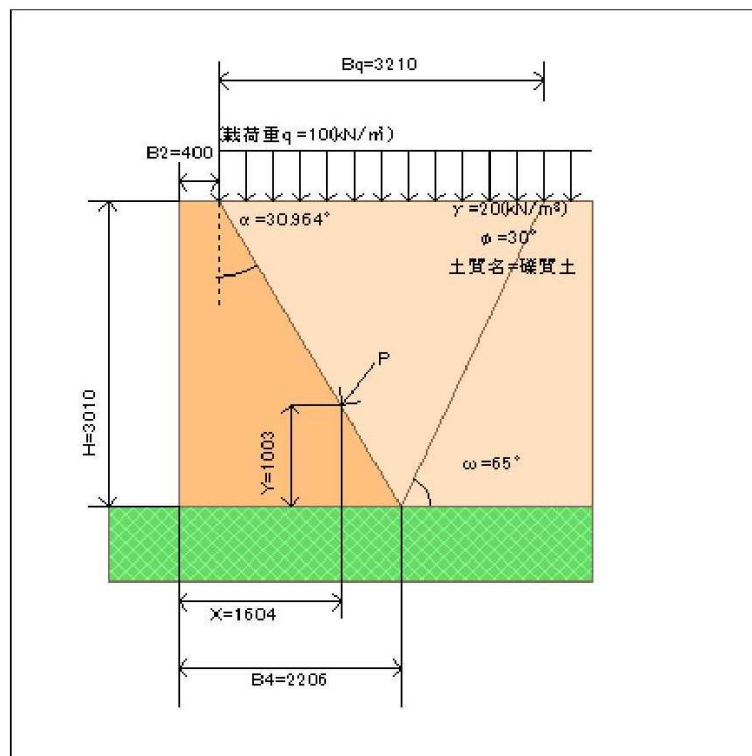 Bq=3210
載荷重q=10(kN/㎡)
B2=400
α=30.964°
γ=20(kN/m³)
φ=30°
土質名=礫質土
P
H=3010
Y=1003
ω=65°
X=1604
B4=2206